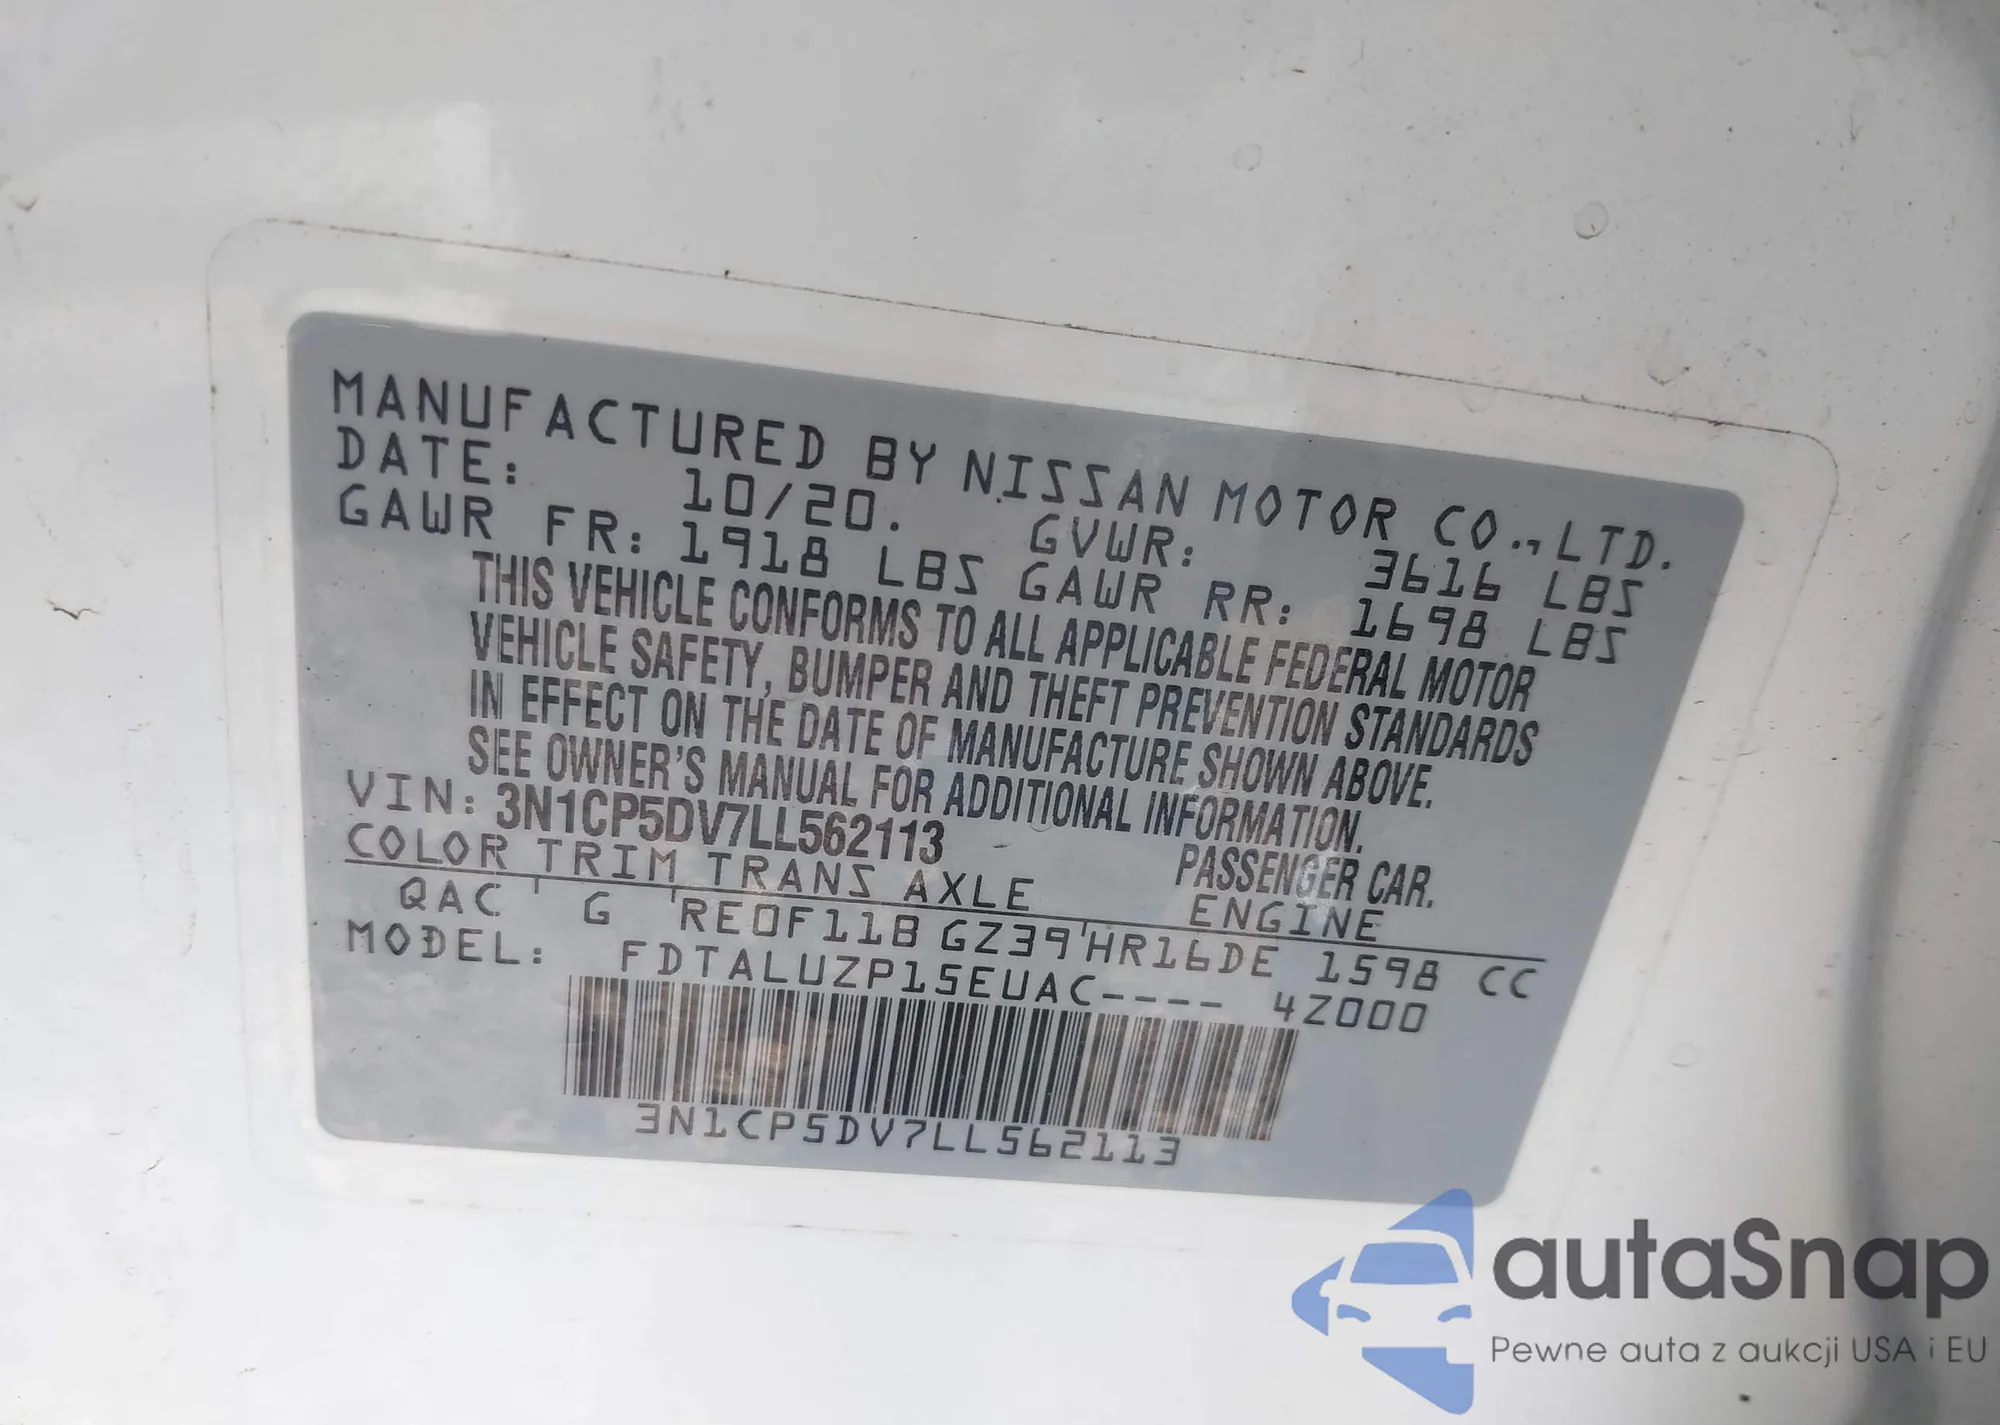 MANUFACTURED BY NISSAN MOTOR CO.,LTD.
DATE: 10/20. GVWR: 3616 LBS
GAWR FR: 1918 LBS GAWR RR: 1698 LBS
THIS VEHICLE CONFORMS TO ALL APPLICABLE FEDERAL MOTOR
VEHICLE SAFETY, BUMPER AND THEFT PREVENTION STANDARDS
IN EFFECT ON THE DATE OF MANUFACTURE SHOWN ABOVE.
SEE OWNER'S MANUAL FOR ADDITIONAL INFORMATION.
VIN: 3N1CP5DV7LL562113 PASSENGER CAR.
COLOR TRIM TRANS AXLE ENGINE
QAC G RE0F11B GZ39 HR16DE 1598 CC
MODEL: FDTALUZP15EUAC---- 4Z000
3N1CP5DV7LL562113
autaSnap
Pewne auta z aukcji USA i EU